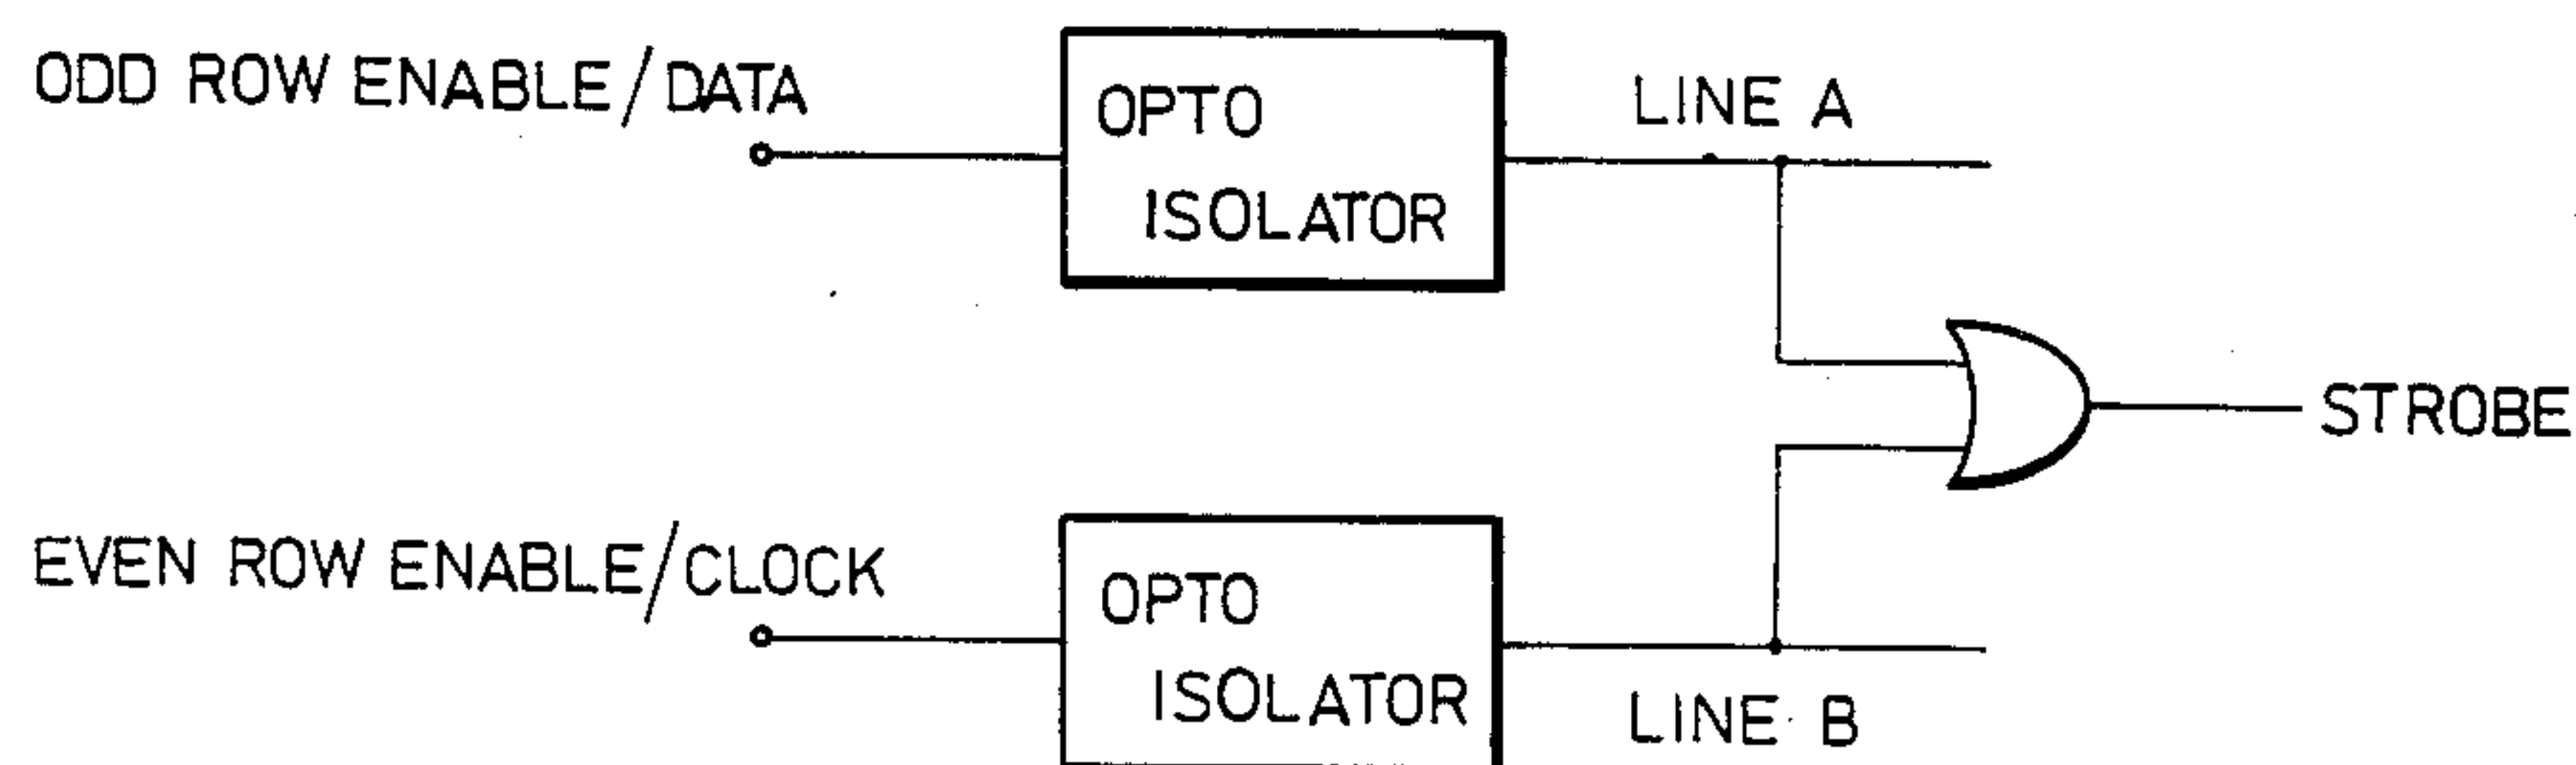 ODD ROW ENABLE/DATA
OPTO
ISOLATOR
LINE A
STROBE
EVEN ROW ENABLE/CLOCK
OPTO
ISOLATOR
LINE B